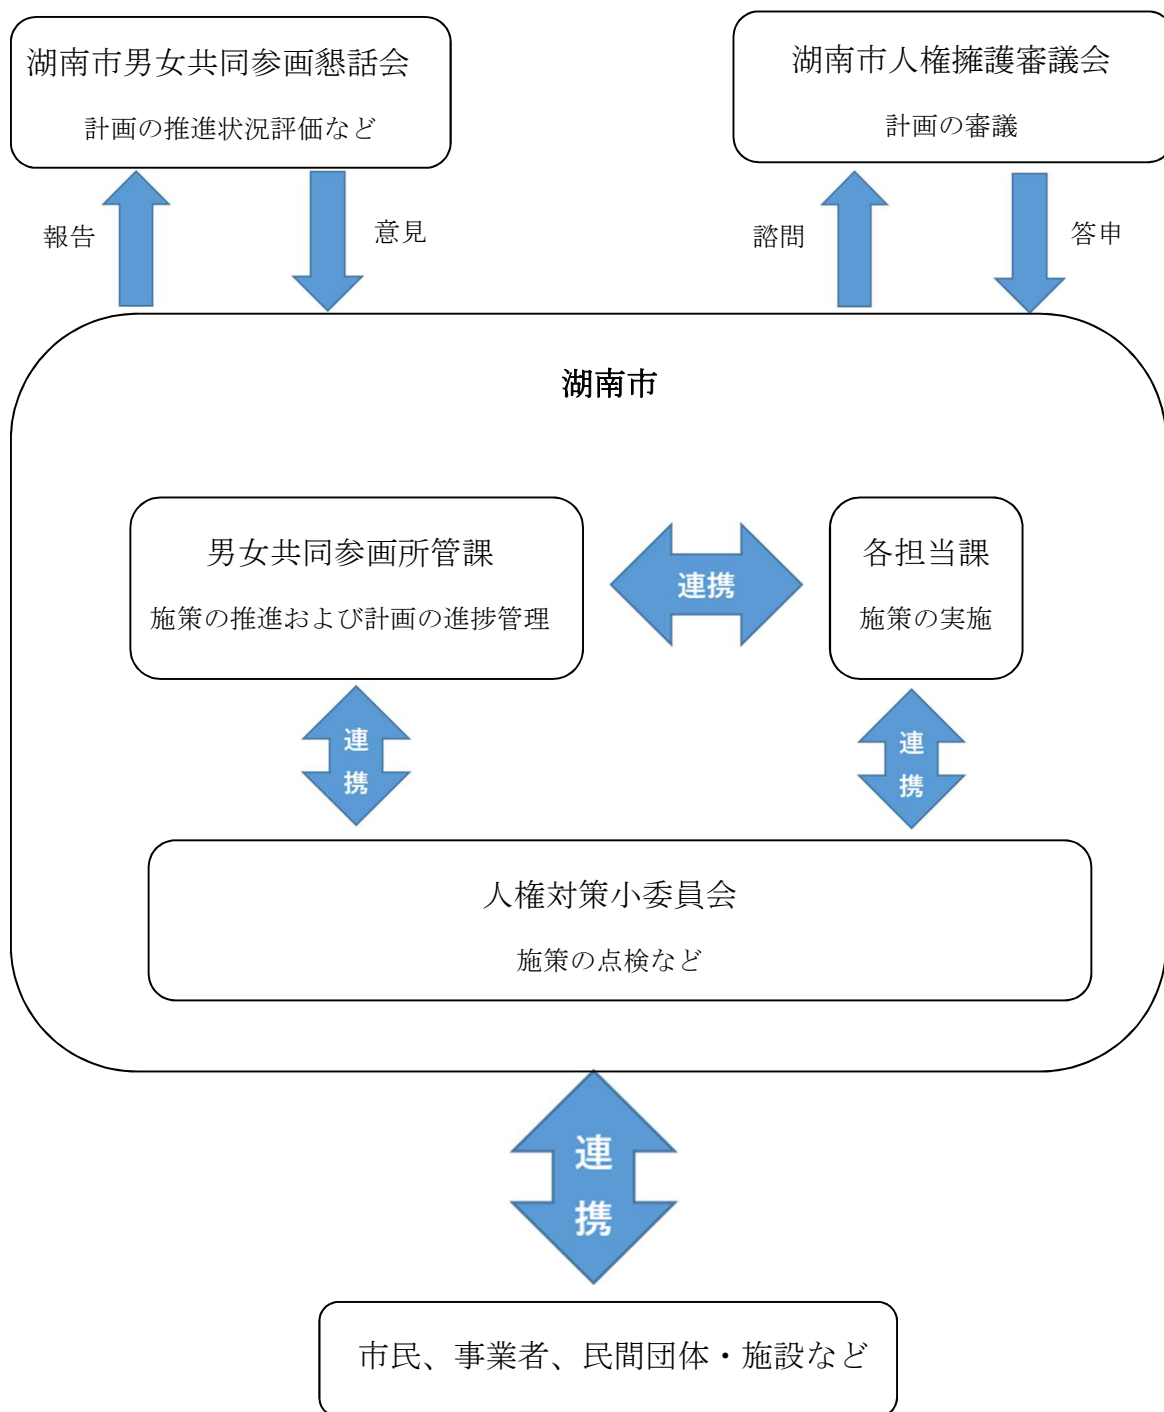 湖南市男女共同参画懇話会
計画の推進状況評価など
湖南市人権擁護審議会
計画の審議
報告
意見
諮問
答申
湖南市
男女共同参画所管課
施策の推進および計画の進捗管理
連携
各担当課
施策の実施
連携
連携
人権対策小委員会
施策の点検など
連携
市民、事業者、民間団体・施設など